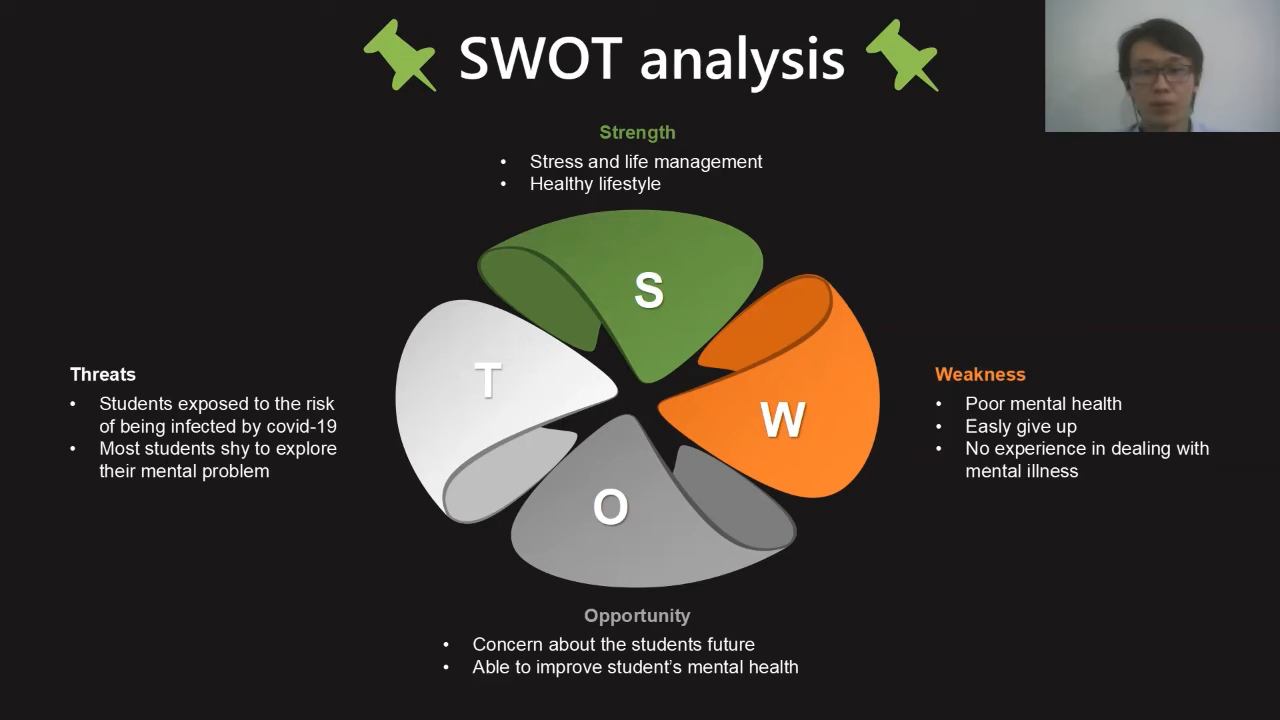 SWOT analysis
Strength
• Stress and life management
• Healthy lifestyle
S
T
W
O
Threats
• Students exposed to the risk
of being infected by covid-19
• Most students shy to explore
their mental problem
Weakness
• Poor mental health
• Easly give up
• No experience in dealing with
mental illness
Opportunity
• Concern about the students future
• Able to improve student's mental health